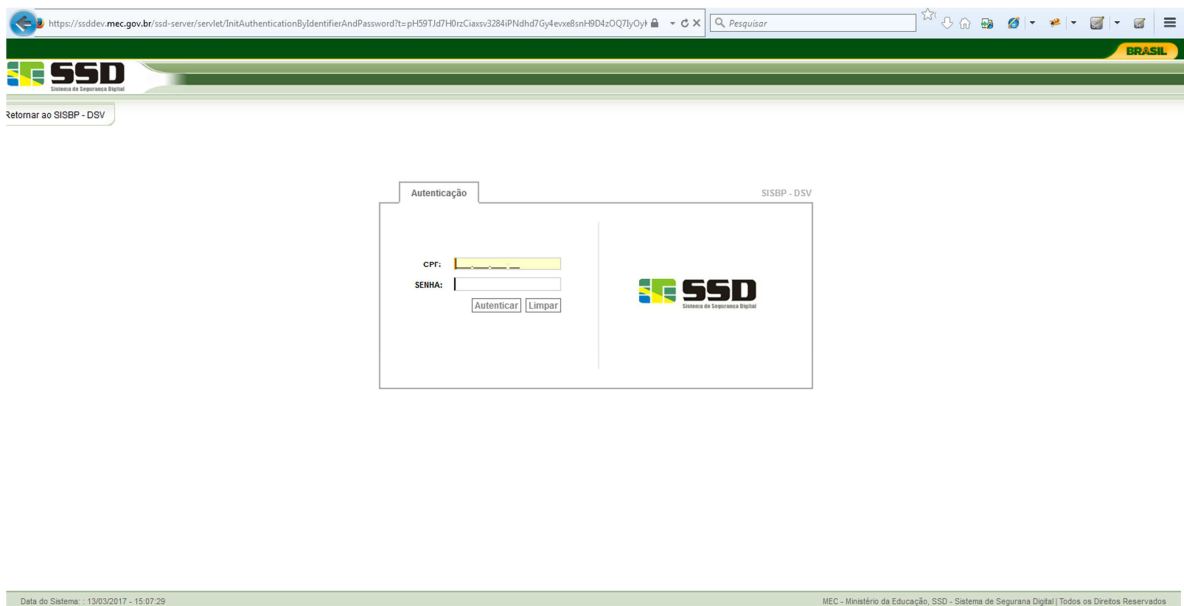 https://ssddev.mec.gov.br/ssd-server/servlet/InitAuthenticationByIdentifierAndPassword?t=
Pesquisar
BRASIL
SSD
Sistema de Segurança Digital
Retornar ao SISBP - DSV
Autenticação
SISBP - DSV
CPF:
SENHA:
Autenticar Limpar
SSD
Sistema de Segurança Digital
Data do Sistema: : 13/03/2017 - 15:07:29
MEC - Ministério da Educação, SSD - Sistema de Segurana Digital | Todos os Direitos Reservados